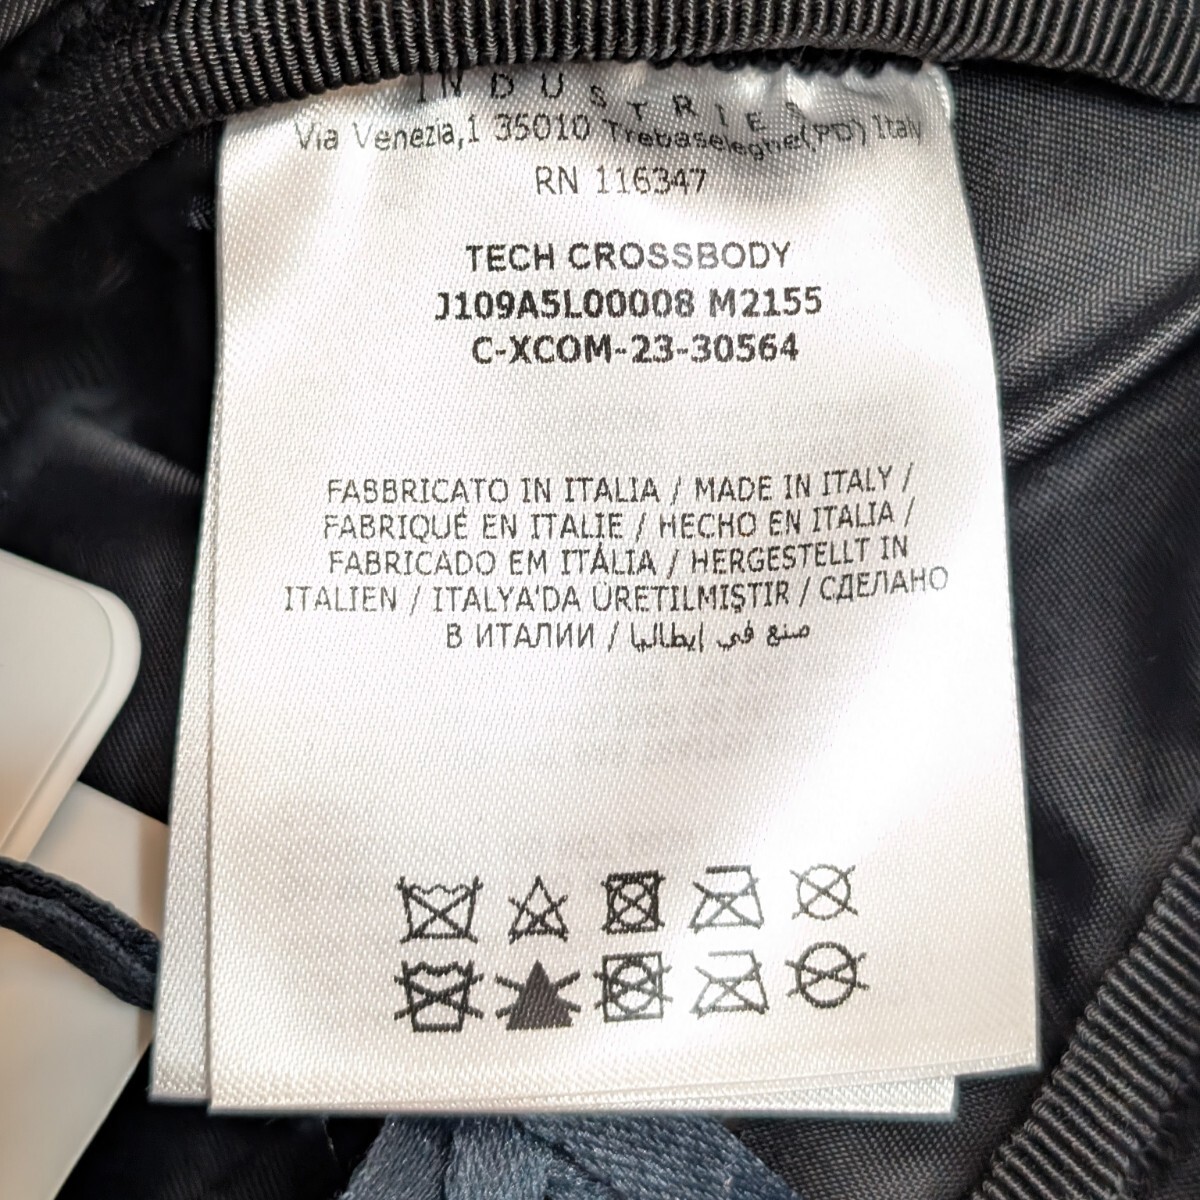 INDUSTRIES
Via Venezia,1 35010 Trebaseleghe(PD) Italy
RN 116347
TECH CROSSBODY
J109A5L00008 M2155
C-XCOM-23-30564
FABBRICATO IN ITALIA / MADE IN ITALY /
FABRIQUÉ EN ITALIE / HECHO EN ITALIA /
FABRICADO EM ITÁLIA / HERGESTELLT IN
ITALIEN / ITALYA'DA ÜRETILMIŞTIR / СДЕЛАНО
В ИТАЛИИ / صنع في إيطاليا